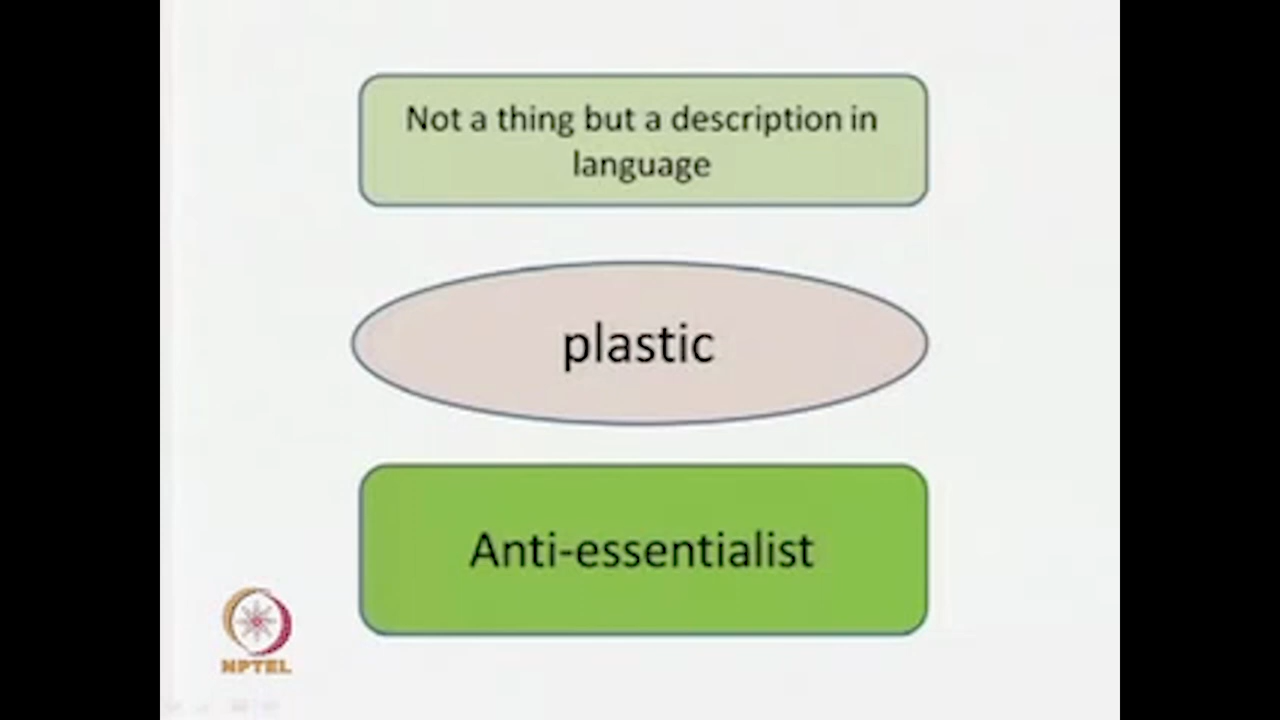 Not a thing but a description in
language
plastic
Anti-essentialist
NPTEL